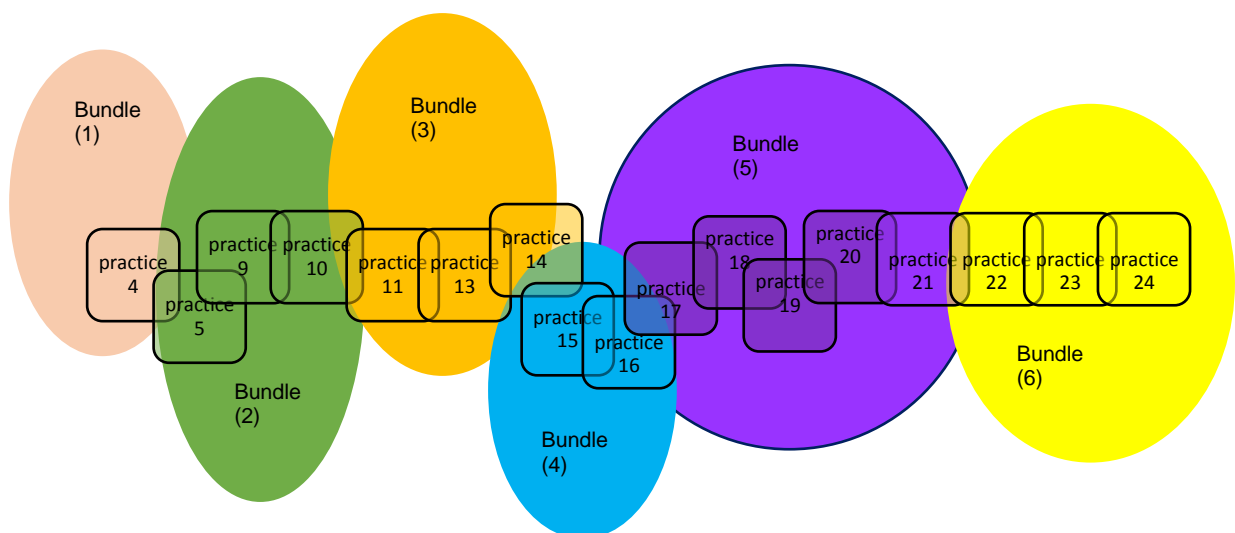 Bundle
(1)
practice
4
practice
5
Bundle
(2)
practice
9
practice
10
Bundle
(3)
practice
11
practice
13
practice
14
Bundle
(4)
practice
15
practice
16
Bundle
(5)
practice
17
practice
18
practice
19
practice
20
practice
21
Bundle
(6)
practice
22
practice
23
practice
24